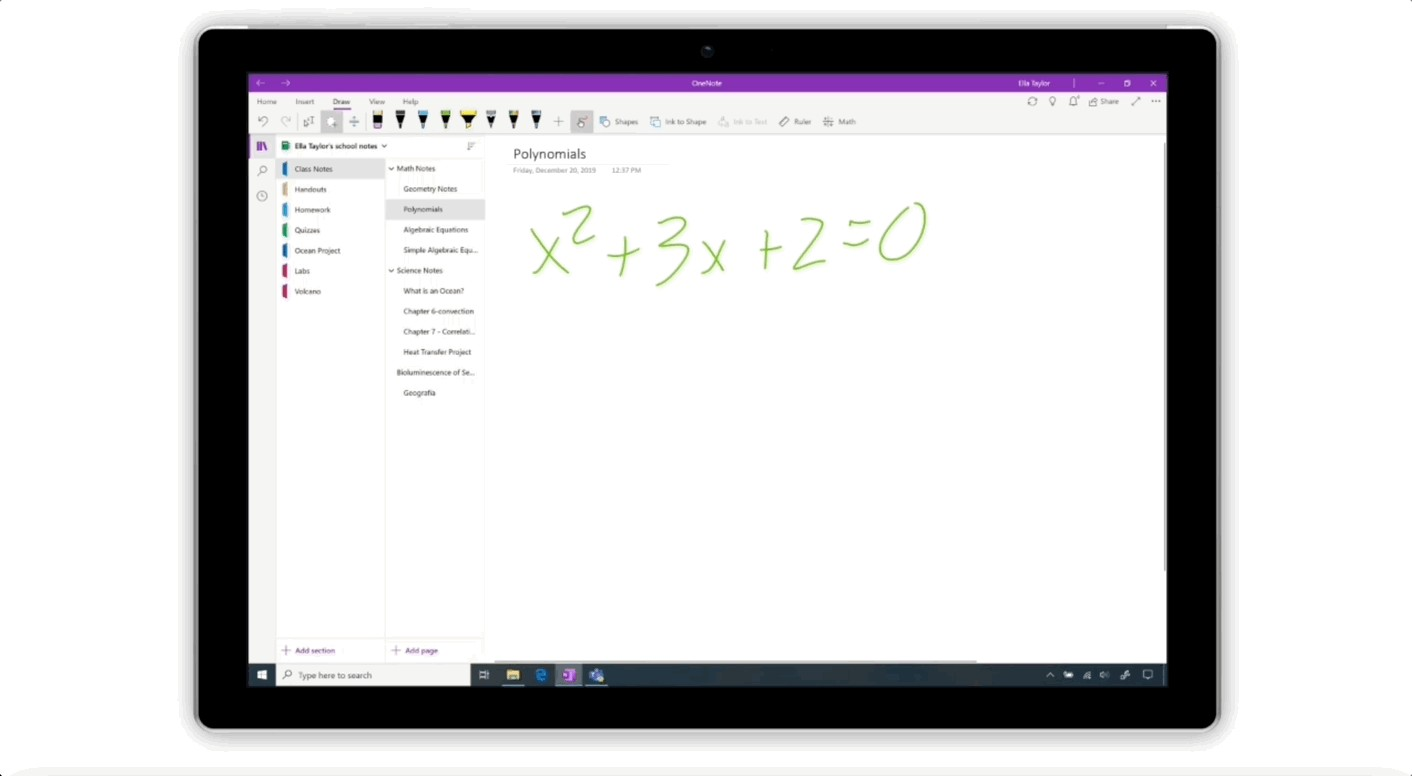 OneNote
Ella Taylor
Home Insert Draw View Help
Share
Shapes Ink to Shape Ink to Text Ruler Math
Ella Taylor's school notes
Class Notes
Handouts
Homework
Quizzes
Ocean Project
Labs
Volcano
Math Notes
Geometry Notes
Polynomials
Algebraic Equations
Simple Algebraic Equ...
Science Notes
What is an Ocean?
Chapter 6-convection
Chapter 7 - Correlati...
Heat Transfer Project
Bioluminescence of Se...
Geografía
Polynomials
Friday, December 20, 2019 12:37 PM
x² + 3x + 2 = 0
Add section
Add page
Type here to search